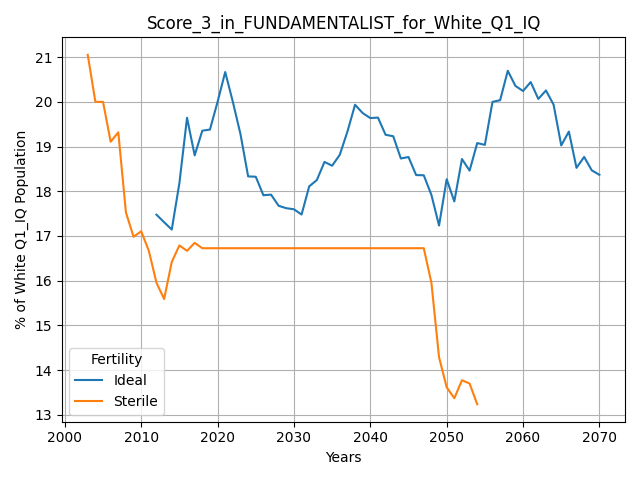 Score_3_in_FUNDAMENTALIST_for_White_Q1_IQ
% of White Q1_IQ Population
21
20
19
18
17
16
15
14
13
Fertility
Ideal
Sterile
2000 2010 2020 2030 2040 2050 2060 2070
Years